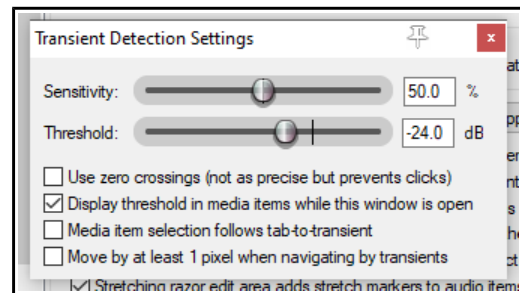 Transient Detection Settings
x
Sensitivity: 50.0 %
Threshold: -24.0 dB
Use zero crossings (not as precise but prevents clicks)
Display threshold in media items while this window is open
Media item selection follows tab-to-transient
Move by at least 1 pixel when navigating by transients
Stretching razor edit area adds stretch markers to audio items